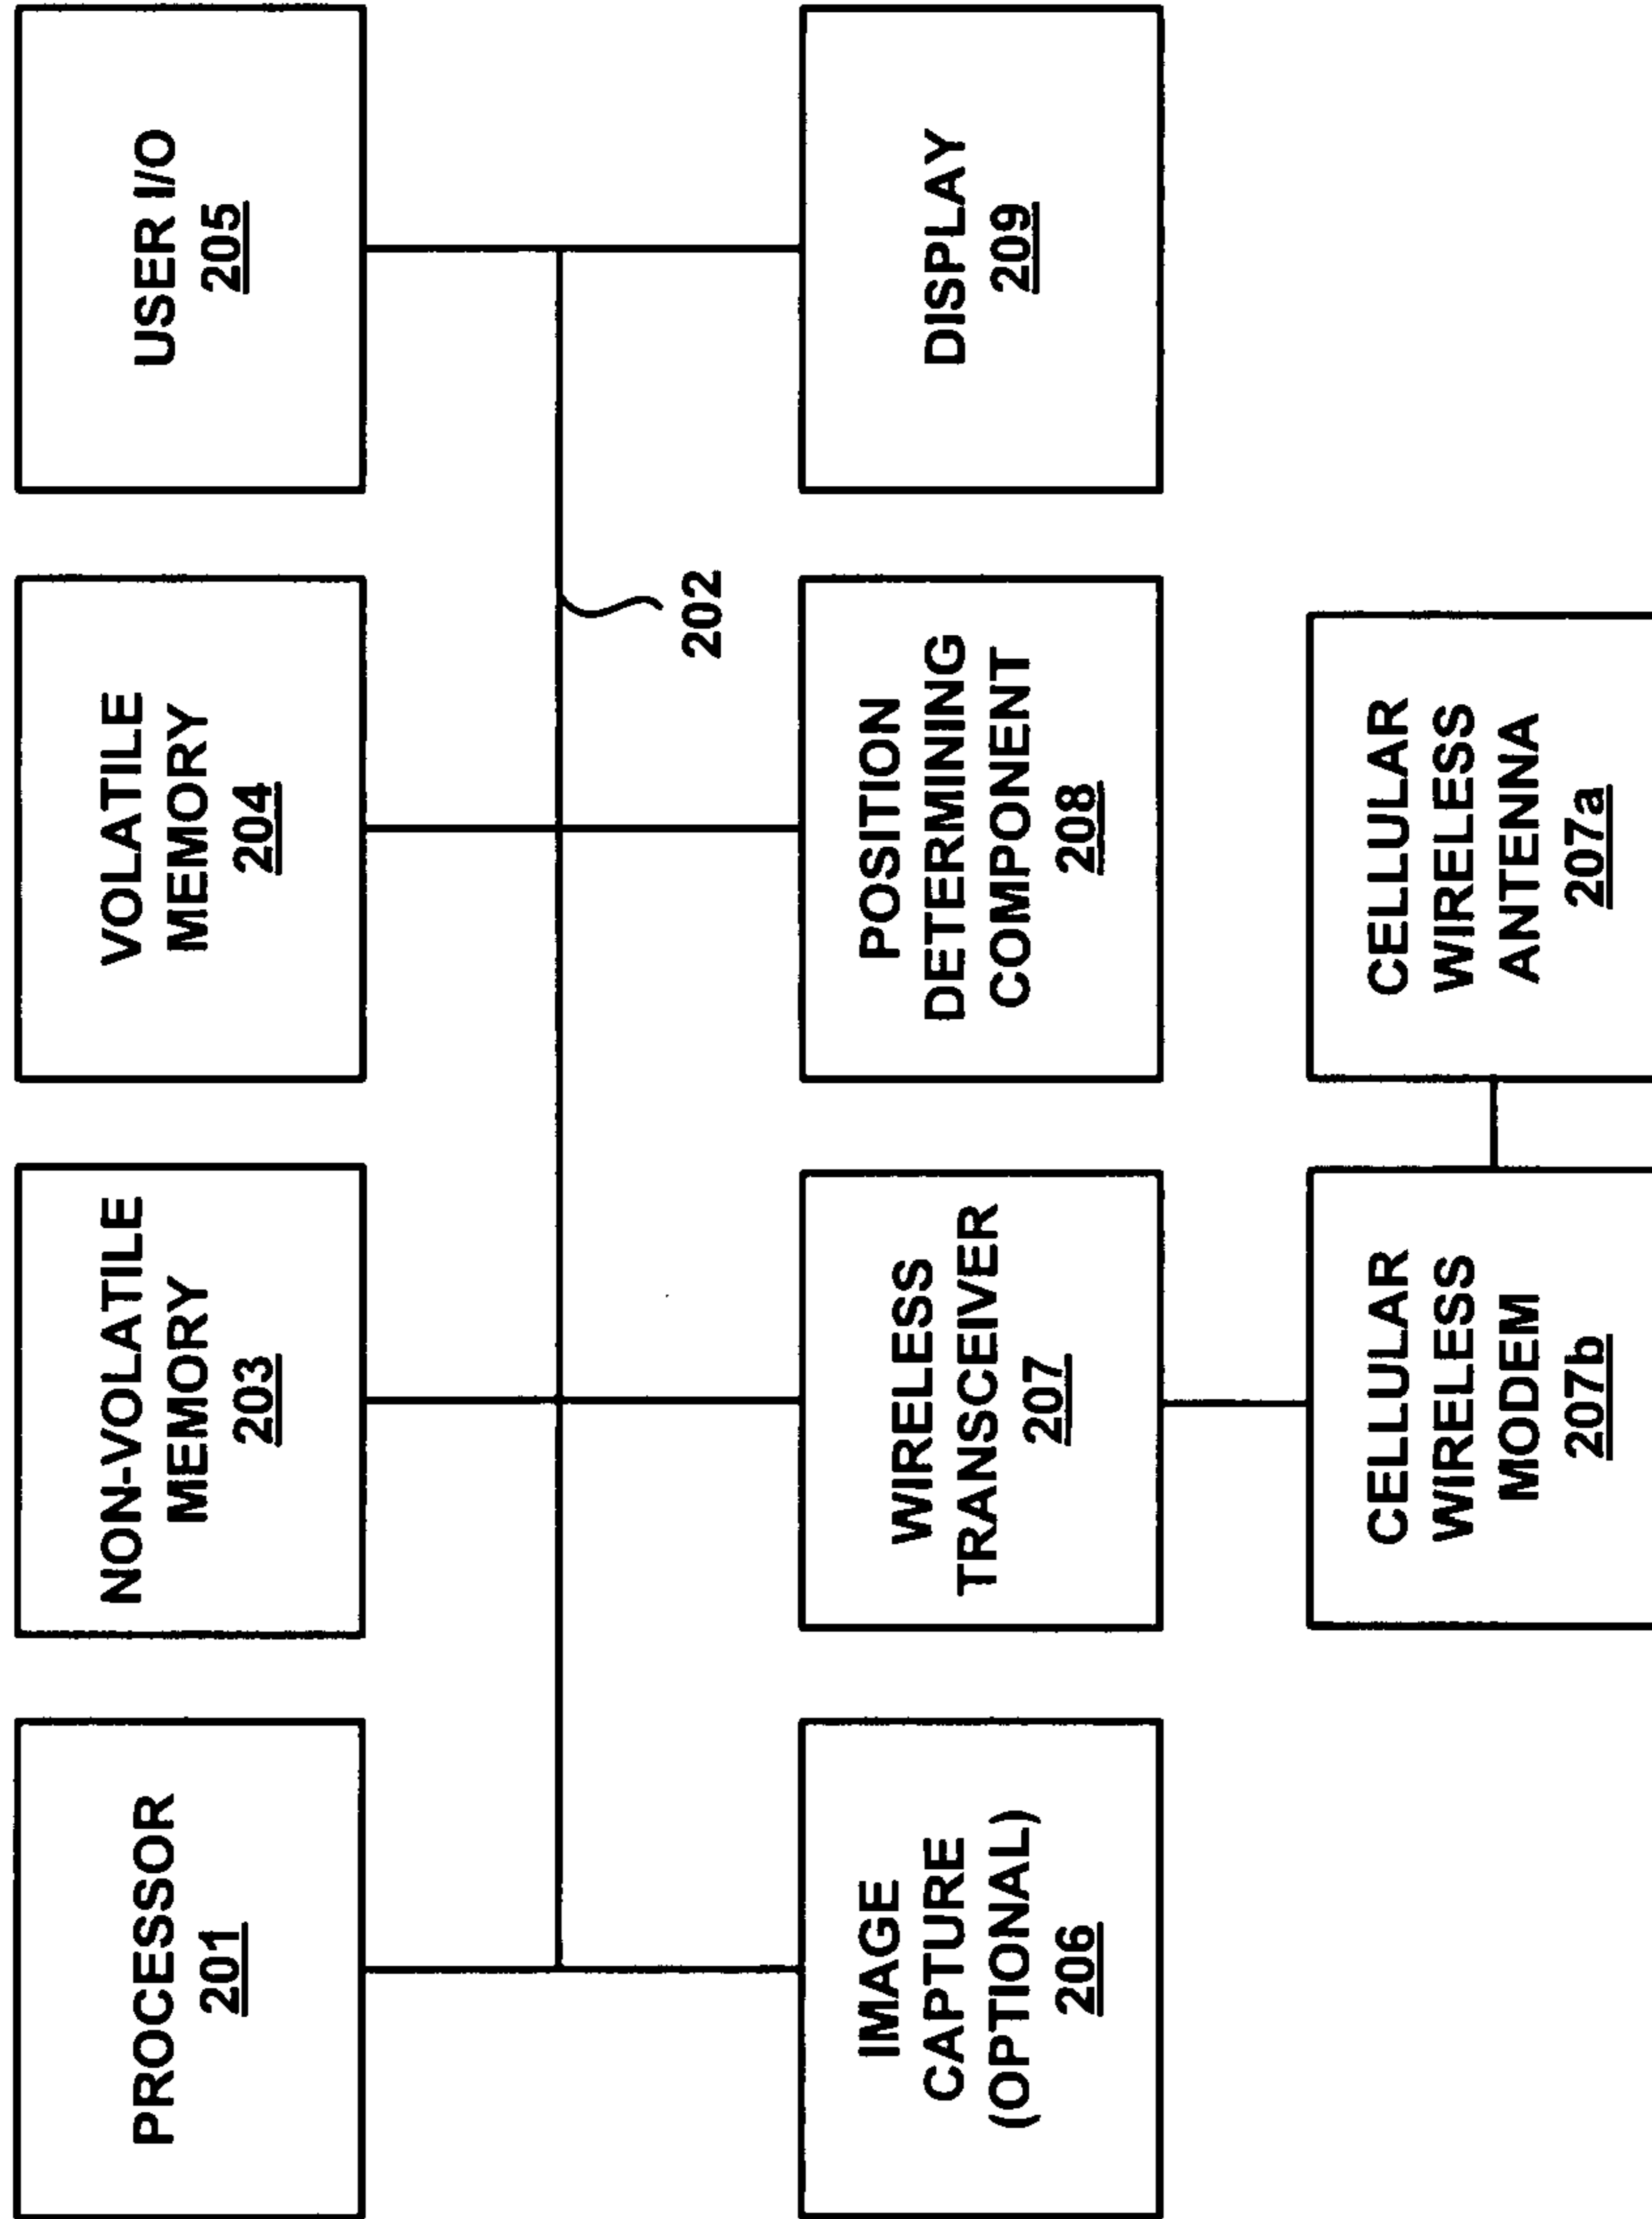 PROCESSOR
201
NON-VOLATILE
MEMORY
203
VOLATILE
MEMORY
204
USER I/O
205
202
IMAGE
CAPTURE
(OPTIONAL)
206
WIRELESS
TRANSCEIVER
207
POSITION
DETERMINING
COMPONENT
208
DISPLAY
209
CELLULAR
WIRELESS
MODEM
207b
CELLULAR
WIRELESS
ANTENNA
207a